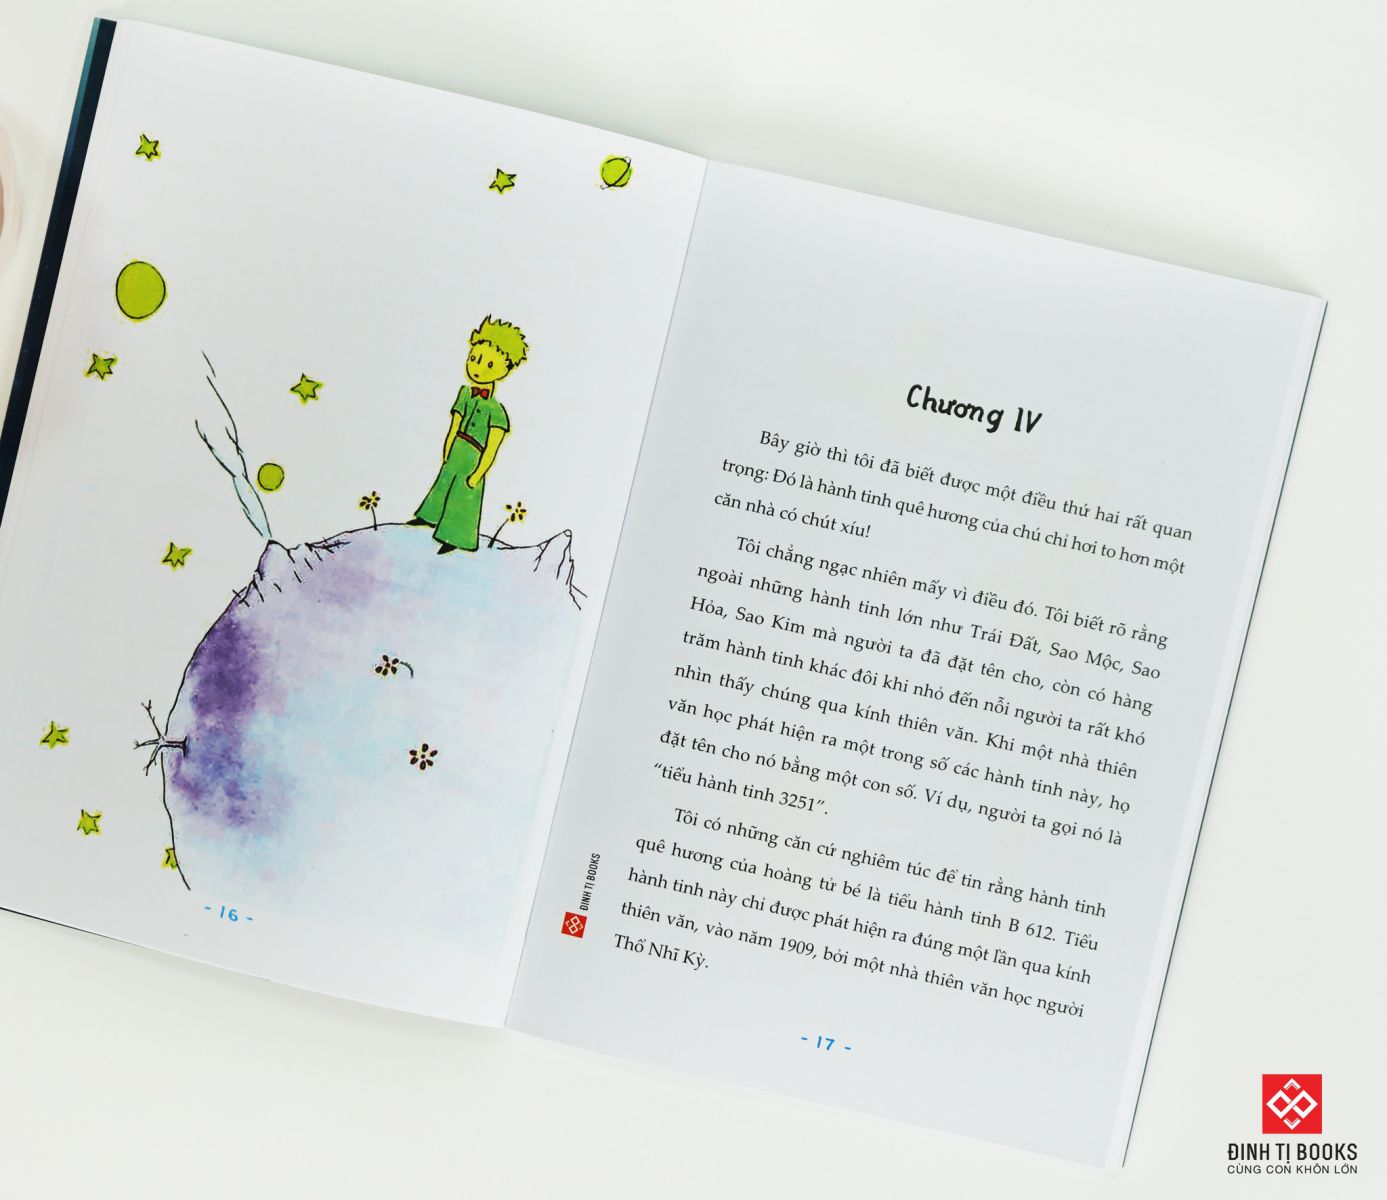 Chương IV
Bây giờ thì tôi đã biết được một điều thứ hai rất quan
trọng: Đó là hành tinh quê hương của chú chỉ hơi to hơn một
căn nhà có chút xíu!
Tôi chẳng ngạc nhiên mấy vì điều đó. Tôi biết rõ rằng
ngoài những hành tinh lớn như Trái Đất, Sao Mộc, Sao
Hỏa, Sao Kim mà người ta đã đặt tên cho, còn có hàng
trăm hành tinh khác đôi khi nhỏ đến nỗi người ta rất khó
nhìn thấy chúng qua kính thiên văn. Khi một nhà thiên
văn học phát hiện ra một trong số các hành tinh này, họ
đặt tên cho nó bằng một con số. Ví dụ, người ta gọi nó là
“tiểu hành tinh 3251”.
Tôi có những căn cứ nghiêm túc để tin rằng hành tinh
quê hương của hoàng tử bé là tiểu hành tinh B 612. Tiểu
hành tinh này chỉ được phát hiện ra đúng một lần qua kính
thiên văn, vào năm 1909, bởi một nhà thiên văn học người
Thổ Nhĩ Kỳ.
- 16 -
- 17 -
ĐINH TỊ BOOKS
ĐINH TỊ BOOKS
CÙNG CON KHÔN LỚN